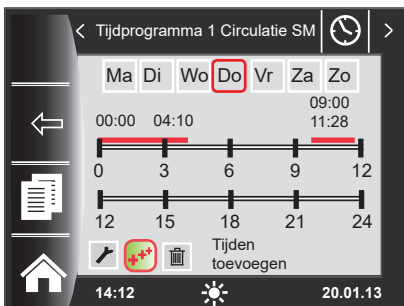 < Tijdprogramma 1 Circulatie SM >
Ma Di Wo Do Vr Za Zo
09:00
00:00 04:10 11:28
0 3 6 9 12
12 15 18 21 24
Tijden
toevoegen
14:12 20.01.13